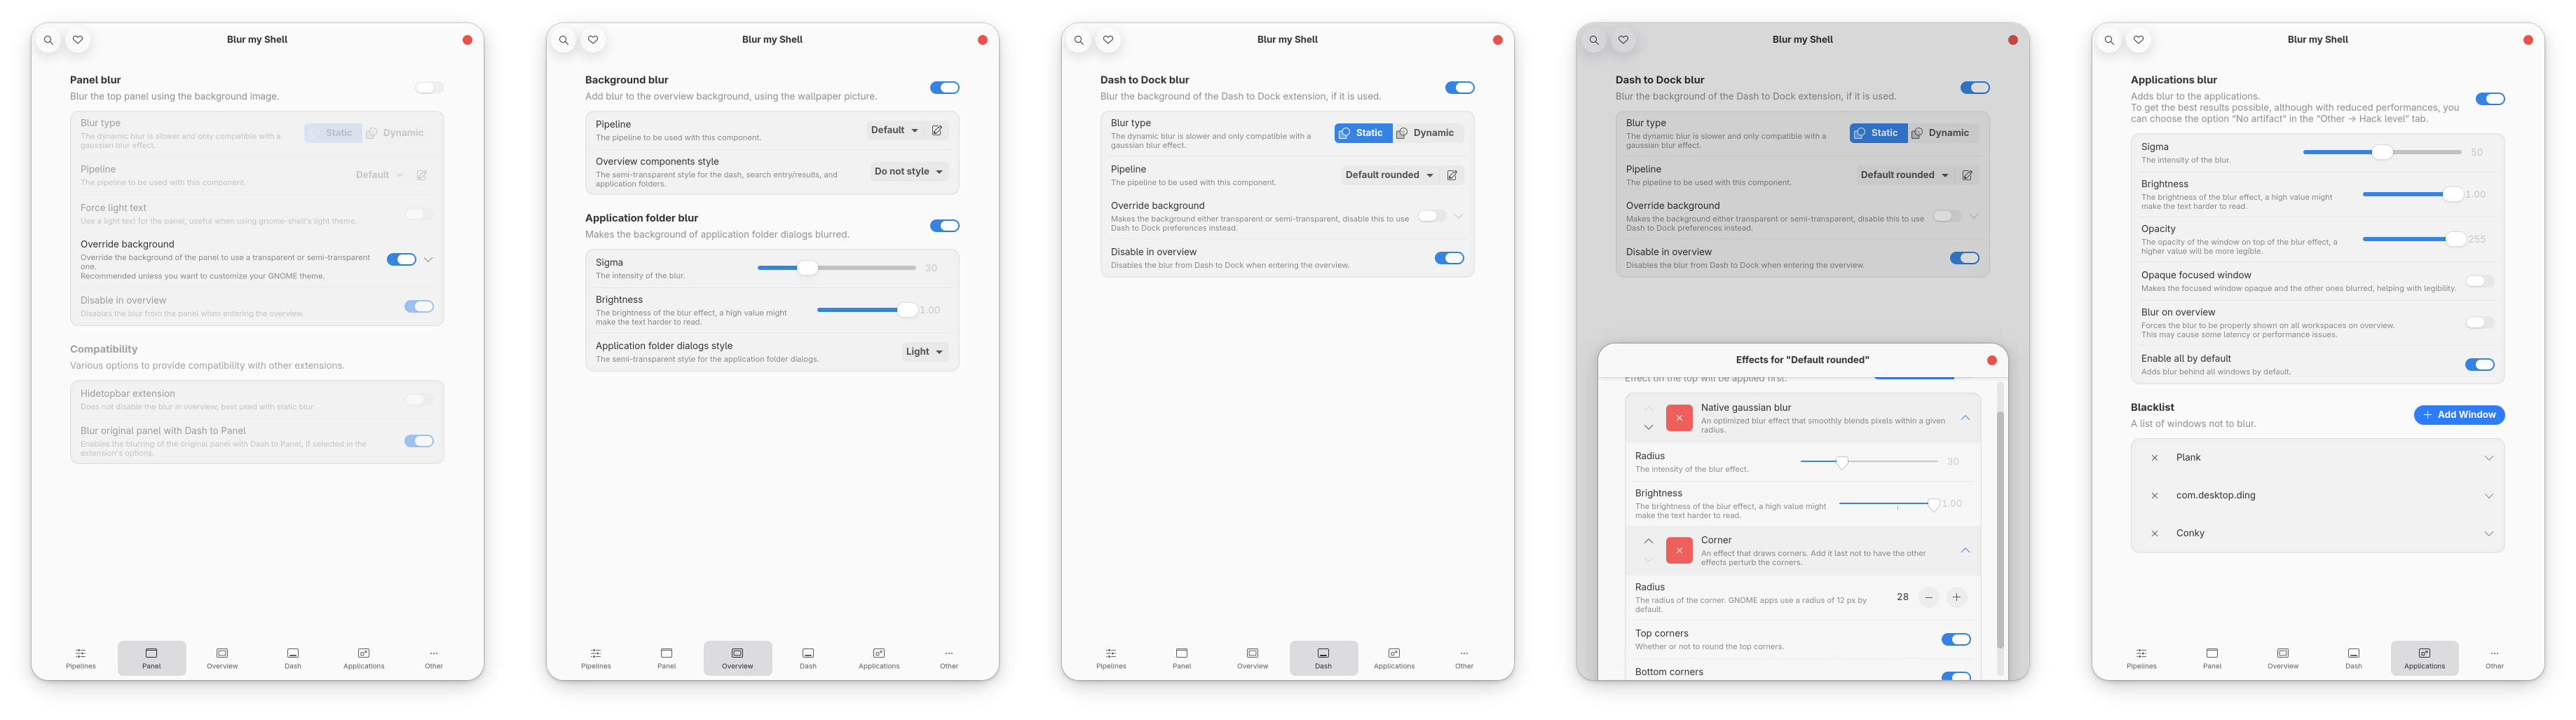 Blur my Shell
Panel blur
Blur the top panel using the background image.
Blur type
The dynamic blur is slower and only compatible with a
gaussian blur effect.
Static
Dynamic
Pipeline
The pipeline to be used with this component.
Default
Force light text
Use a light text for the panel, useful when using gnome-shell's light theme.
Override background
Override the background of the panel to use a transparent or semi-transparent
one.
Recommended unless you want to customize your GNOME theme.
Disable in overview
Disables the blur from the panel when entering the overview.
Compatibility
Various options to provide compatibility with other extensions.
Hidetopbar extension
Does not disable the blur in overview, best used with static blur.
Blur original panel with Dash to Panel
Enables the blurring of the original panel with Dash to Panel, if selected in the
extension's options.
Pipelines
Panel
Overview
Dash
Applications
Other
Blur my Shell
Background blur
Add blur to the overview background, using the wallpaper picture.
Pipeline
The pipeline to be used with this component.
Default
Overview components style
The semi-transparent style for the dash, search entry/results, and
application folders.
Do not style
Application folder blur
Makes the background of application folder dialogs blurred.
Sigma
The intensity of the blur.
30
Brightness
The brightness of the blur effect, a high value might
make the text harder to read.
1.00
Application folder dialogs style
The semi-transparent style for the application folder dialogs.
Light
Pipelines
Panel
Overview
Dash
Applications
Other
Blur my Shell
Dash to Dock blur
Blur the background of the Dash to Dock extension, if it is used.
Blur type
The dynamic blur is slower and only compatible with a
gaussian blur effect.
Static
Dynamic
Pipeline
The pipeline to be used with this component.
Default rounded
Override background
Makes the background either transparent or semi-transparent, disable this to use
Dash to Dock preferences instead.
Disable in overview
Disables the blur from Dash to Dock when entering the overview.
Pipelines
Panel
Overview
Dash
Applications
Other
Blur my Shell
Dash to Dock blur
Blur the background of the Dash to Dock extension, if it is used.
Blur type
The dynamic blur is slower and only compatible with a
gaussian blur effect.
Static
Dynamic
Pipeline
The pipeline to be used with this component.
Default rounded
Override background
Makes the background either transparent or semi-transparent, disable this to use
Dash to Dock preferences instead.
Disable in overview
Disables the blur from Dash to Dock when entering the overview.
Effects for "Default rounded"
Effect on the top will be applied first.
Native gaussian blur
An optimized blur effect that smoothly blends pixels within a given
radius.
Radius
The intensity of the blur effect.
30
Brightness
The brightness of the blur effect, a high value might
make the text harder to read.
1.00
Corner
An effect that draws corners. Add it last not to have the other
effects perturb the corners.
Radius
The radius of the corner. GNOME apps use a radius of 12 px by
default.
28
Top corners
Whether or not to round the top corners.
Bottom corners
Blur my Shell
Applications blur
Adds blur to the applications.
To get the best results possible, although with reduced performances, you
can choose the option “No artifact” in the “Other → Hack level” tab.
Sigma
The intensity of the blur.
50
Brightness
The brightness of the blur effect, a high value might
make the text harder to read.
1.00
Opacity
The opacity of the window on top of the blur effect, a
higher value will be more legible.
255
Opaque focused window
Makes the focused window opaque and the other ones blurred, helping with legibility.
Blur on overview
Forces the blur to be properly shown on all workspaces on overview.
This may cause some latency or performance issues.
Enable all by default
Adds blur behind all windows by default.
Blacklist
A list of windows not to blur.
Add Window
Plank
com.desktop.ding
Conky
Pipelines
Panel
Overview
Dash
Applications
Other